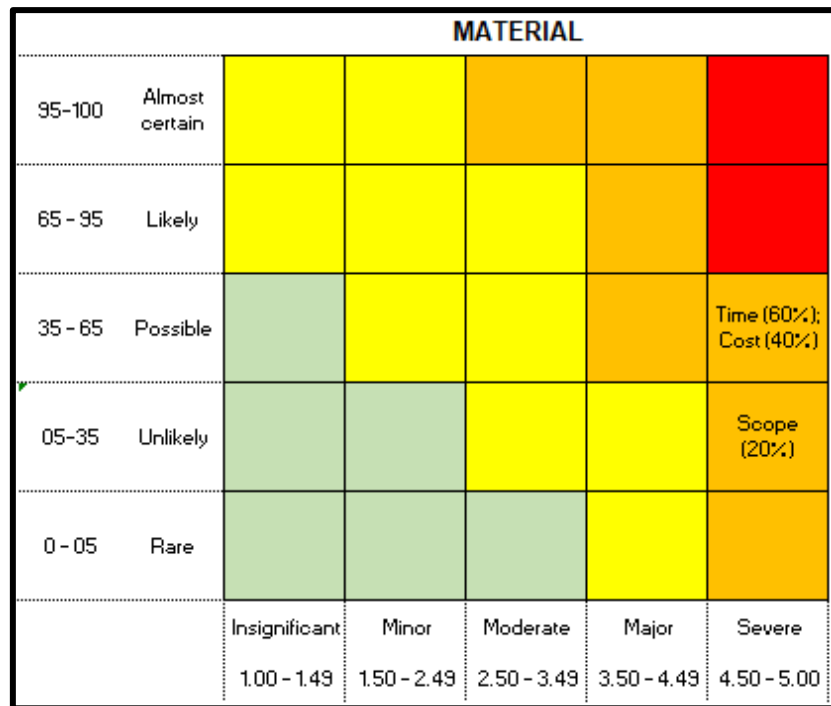 MATERIAL
95-100 Almost
certain
65 - 95 Likely
35 - 65 Possible Time (60%);
Cost (40%)
05-35 Unlikely Scope
(20%)
0 - 05 Rare
Insignificant Minor Moderate Major Severe
1.00 - 1.49 1.50 - 2.49 2.50 - 3.49 3.50 - 4.49 4.50 - 5.00